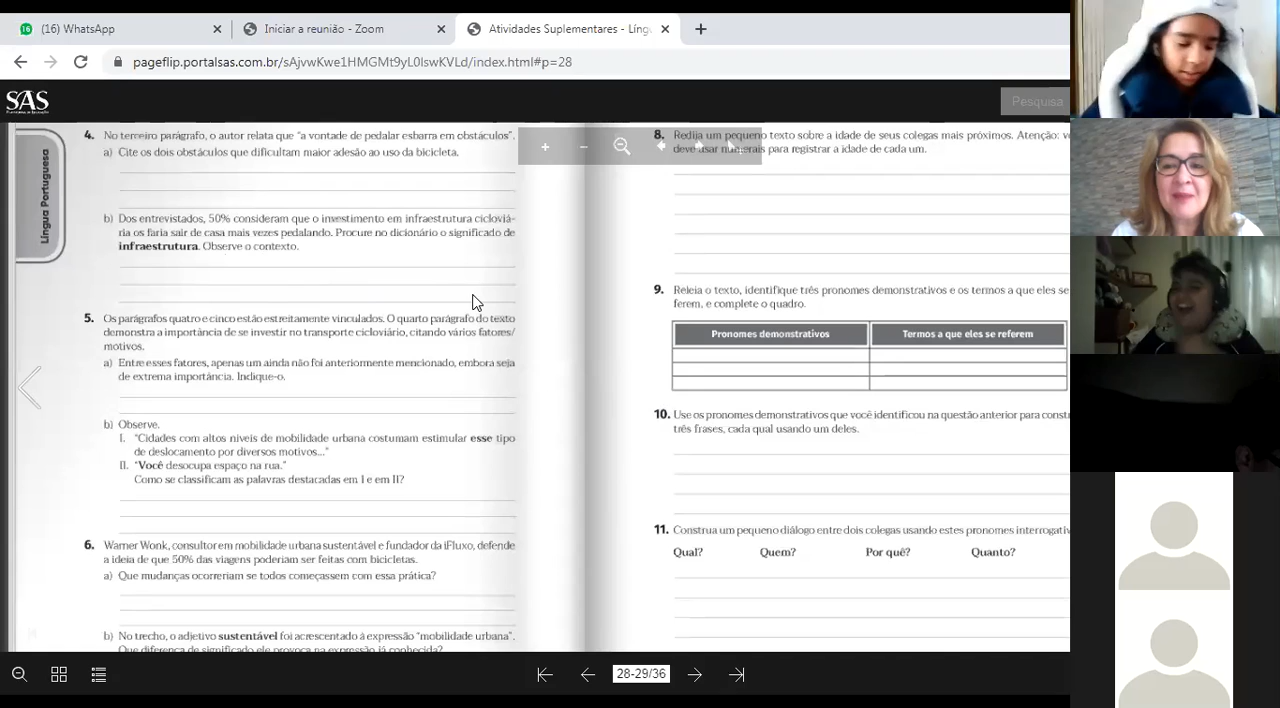 (16) WhatsApp
Iniciar a reunião - Zoom
Atividades Suplementares - Líng
pageflip.portalsas.com.br/sAjvwKwe1HMGMt9yL0lswKVLd/index.html#p=28
SAS
Pesquisa
Língua Portuguesa
4. No terceiro parágrafo, o autor relata que "a vontade de pedalar esbarra em obstáculos".
a) Cite os dois obstáculos que dificultam maior adesão ao uso da bicicleta.
b) Dos entrevistados, 50% consideram que o investimento em infraestrutura cicloviá-
ria os faria sair de casa mais vezes pedalando. Procure no dicionário o significado de
infraestrutura. Observe o contexto.
5. Os parágrafos quatro e cinco estão estreitamente vinculados. O quarto parágrafo do texto
demonstra a importância de se investir no transporte cicloviário, citando vários fatores/
motivos.
a) Entre esses fatores, apenas um ainda não foi anteriormente mencionado, embora seja
de extrema importância. Indique-o.
b) Observe.
I. "Cidades com altos níveis de mobilidade urbana costumam estimular esse tipo
de deslocamento por diversos motivos..."
II. "Você desocupa espaço na rua."
Como se classificam as palavras destacadas em I e em II?
6. Warner Wonk, consultor em mobilidade urbana sustentável e fundador da iFluxo, defende
a ideia de que 50% das viagens poderiam ser feitas com bicicletas.
a) Que mudanças ocorreriam se todos começassem com essa prática?
b) No trecho, o adjetivo sustentável foi acrescentado à expressão "mobilidade urbana".
Que diferença de significado ele provoca na expressão já conhecida?
8. Redija um pequeno texto sobre a idade de seus colegas mais próximos. Atenção: v
deve usar numerais para registrar a idade de cada um.
9. Releia o texto, identifique três pronomes demonstrativos e os termos a que eles se
ferem, e complete o quadro.
Pronomes demonstrativos Termos a que eles se referem
10. Use os pronomes demonstrativos que você identificou na questão anterior para const
três frases, cada qual usando um deles.
11. Construa um pequeno diálogo entre dois colegas usando estes pronomes interrogati
Qual? Quem? Por quê? Quanto?
28-29/36